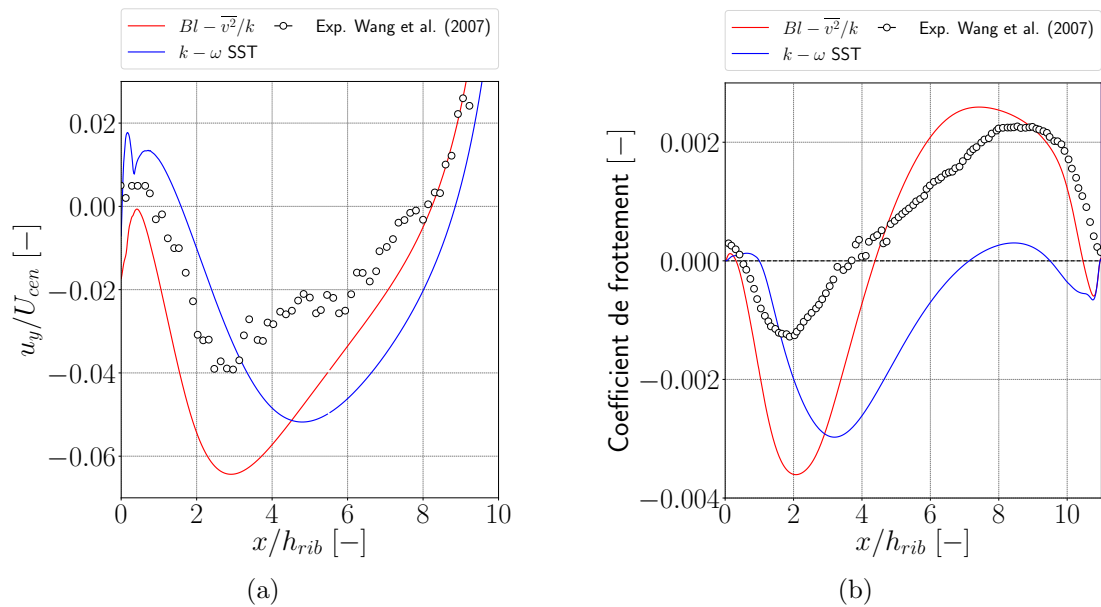 Bl − v²/k   Exp. Wang et al. (2007)
k − ω SST
0.02
0.00
−0.02
−0.04
−0.06
u_y/U_cen [−]
0 2 4 6 8 10
x/h_rib [−]
(a)
Bl − v²/k   Exp. Wang et al. (2007)
k − ω SST
0.002
0.000
−0.002
−0.004
Coefficient de frottement [−]
0 2 4 6 8 10
x/h_rib [−]
(b)